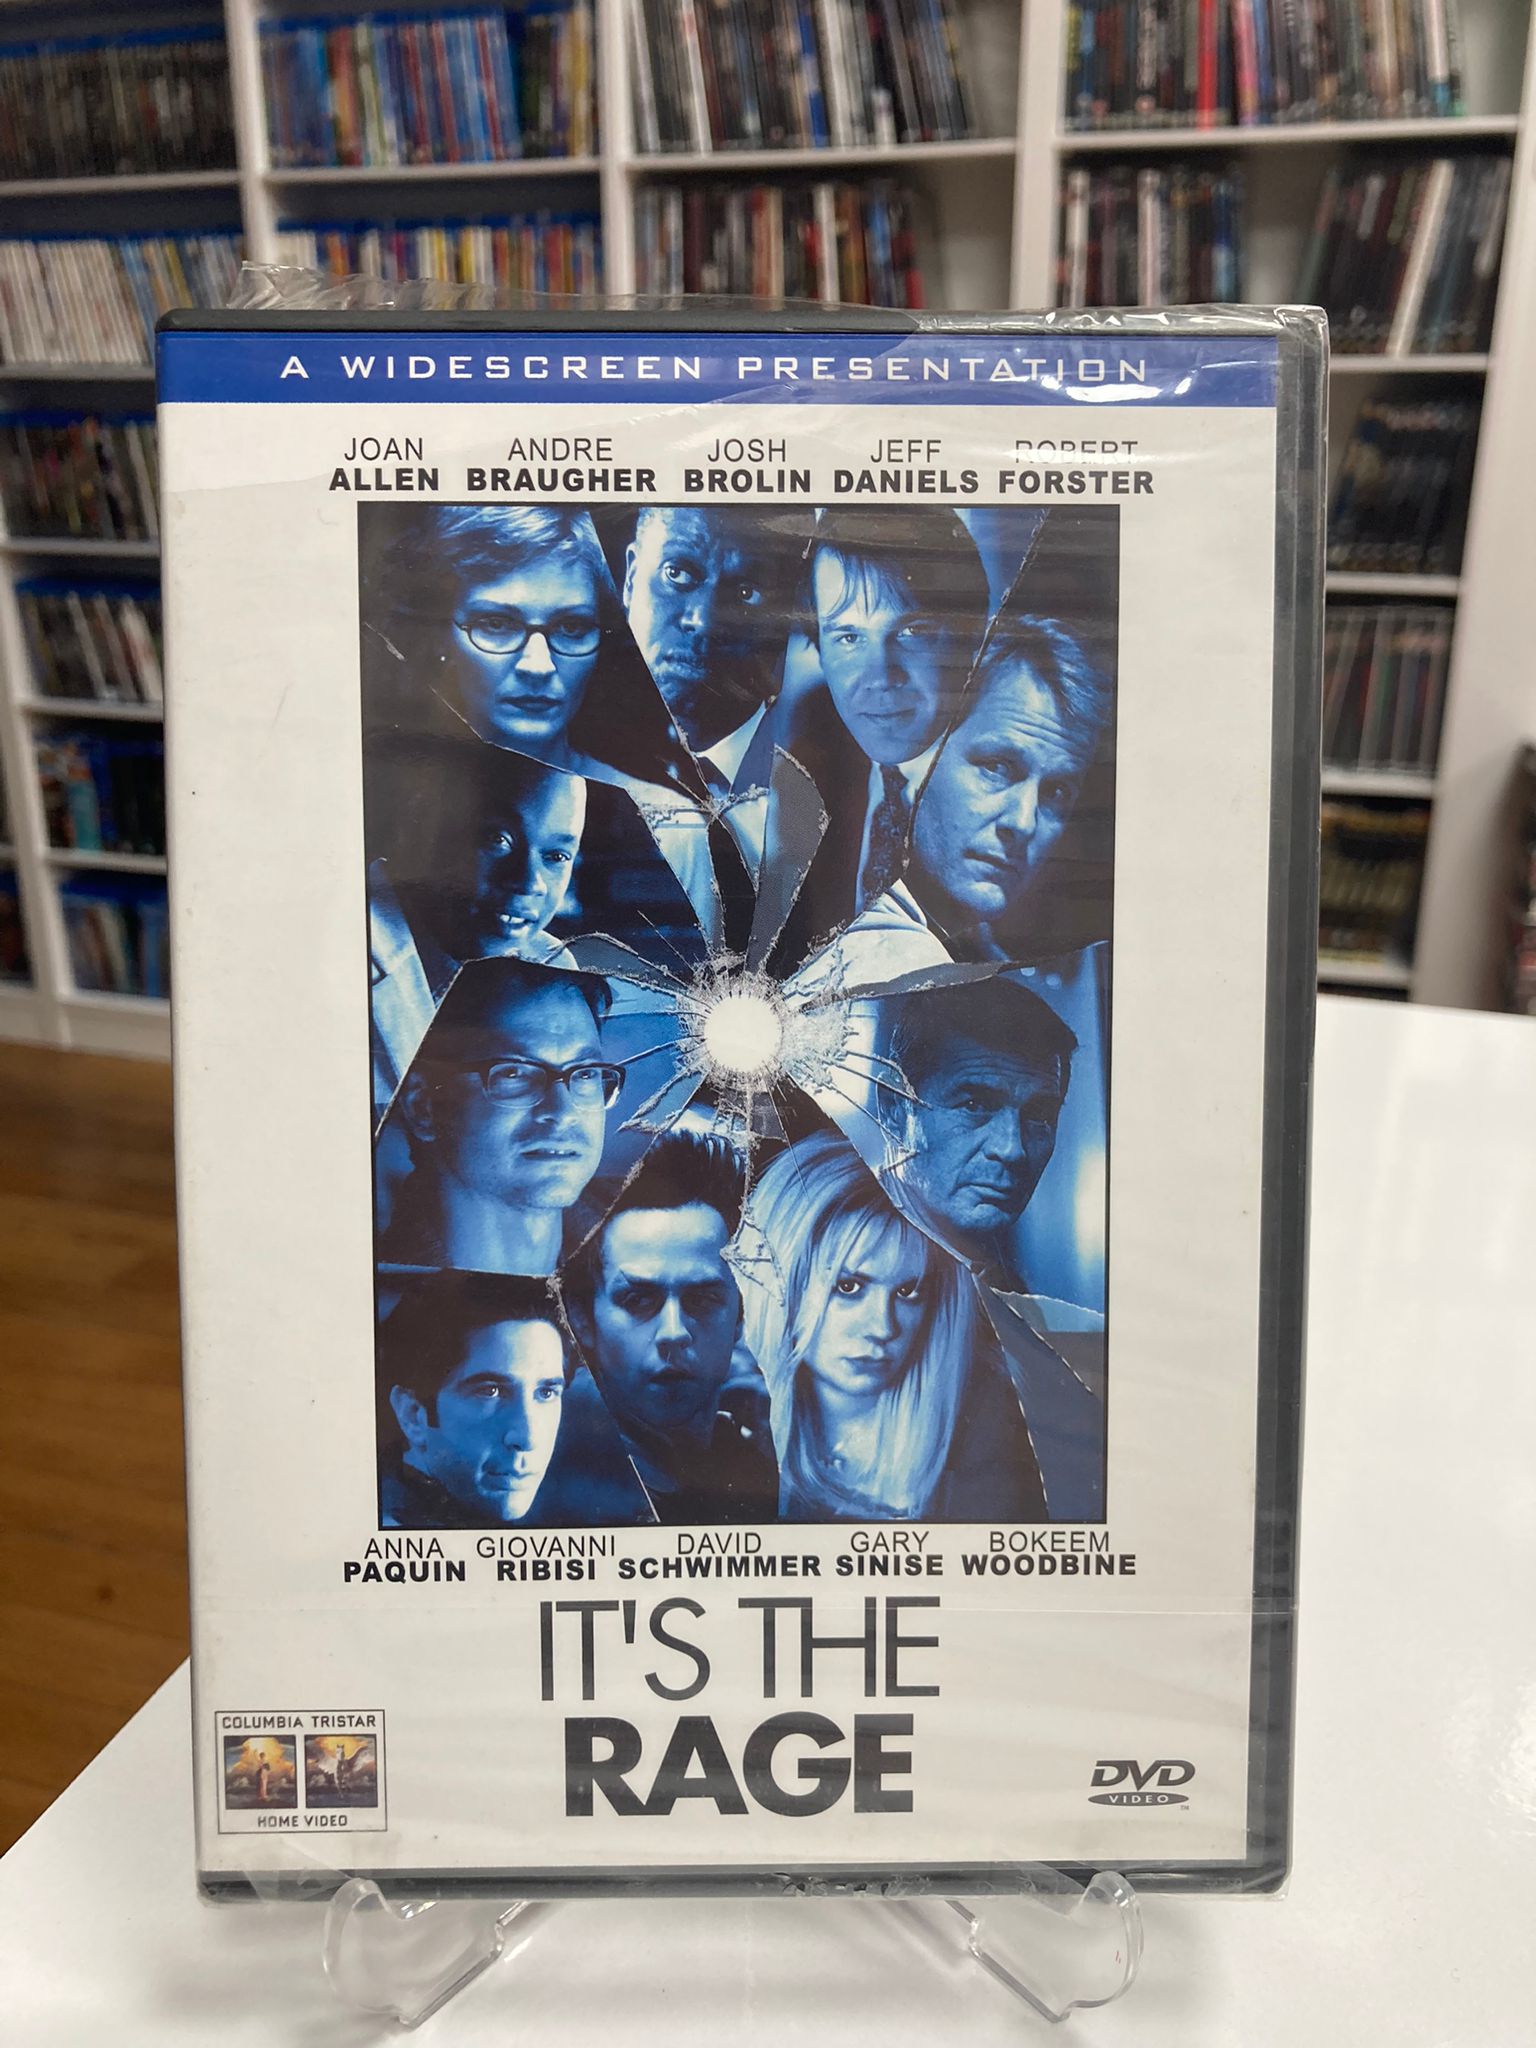 A WIDESCREEN PRESENTATION
JOAN ANDRE JOSH JEFF ROBERT
ALLEN BRAUGHER BROLIN DANIELS FORSTER
ANNA GIOVANNI DAVID GARY BOKEEM
PAQUIN RIBISI SCHWIMMER SINISE WOODBINE
IT'S THE
RAGE
COLUMBIA TRISTAR
HOME VIDEO
DVD
VIDEO
TM